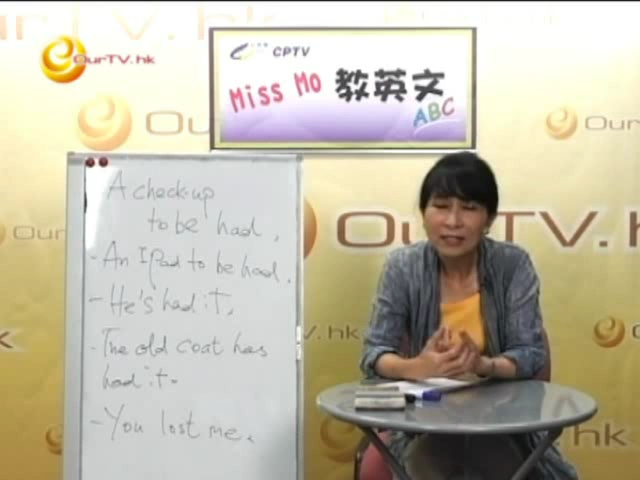 OurTV.hk
CPTV
Miss Mo 教英文
ABC
OurTV.hk
A check-up
to be had,
- An IPad to be had.
- He's had it,
- The old coat has
had it.
- You lost me.